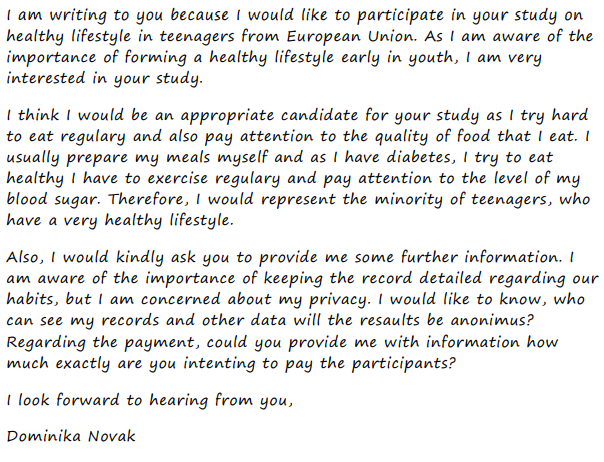 I am writing to you because I would like to participate in your study on
healthy lifestyle in teenagers from European Union. As I am aware of the
importance of forming a healthy lifestyle early in youth, I am very
interested in your study.
I think I would be an appropriate candidate for your study as I try hard
to eat regulary and also pay attention to the quality of food that I eat. I
usually prepare my meals myself and as I have diabetes, I try to eat
healthy I have to exercise regulary and pay attention to the level of my
blood sugar. Therefore, I would represent the minority of teenagers, who
have a very healthy lifestyle.
Also, I would kindly ask you to provide me some further information. I
am aware of the importance of keeping the record detailed regarding our
habits, but I am concerned about my privacy. I would like to know, who
can see my records and other data will the resaults be anonimus?
Regarding the payment, could you provide me with information how
much exactly are you intenting to pay the participants?
I look forward to hearing from you,
Dominika Novak